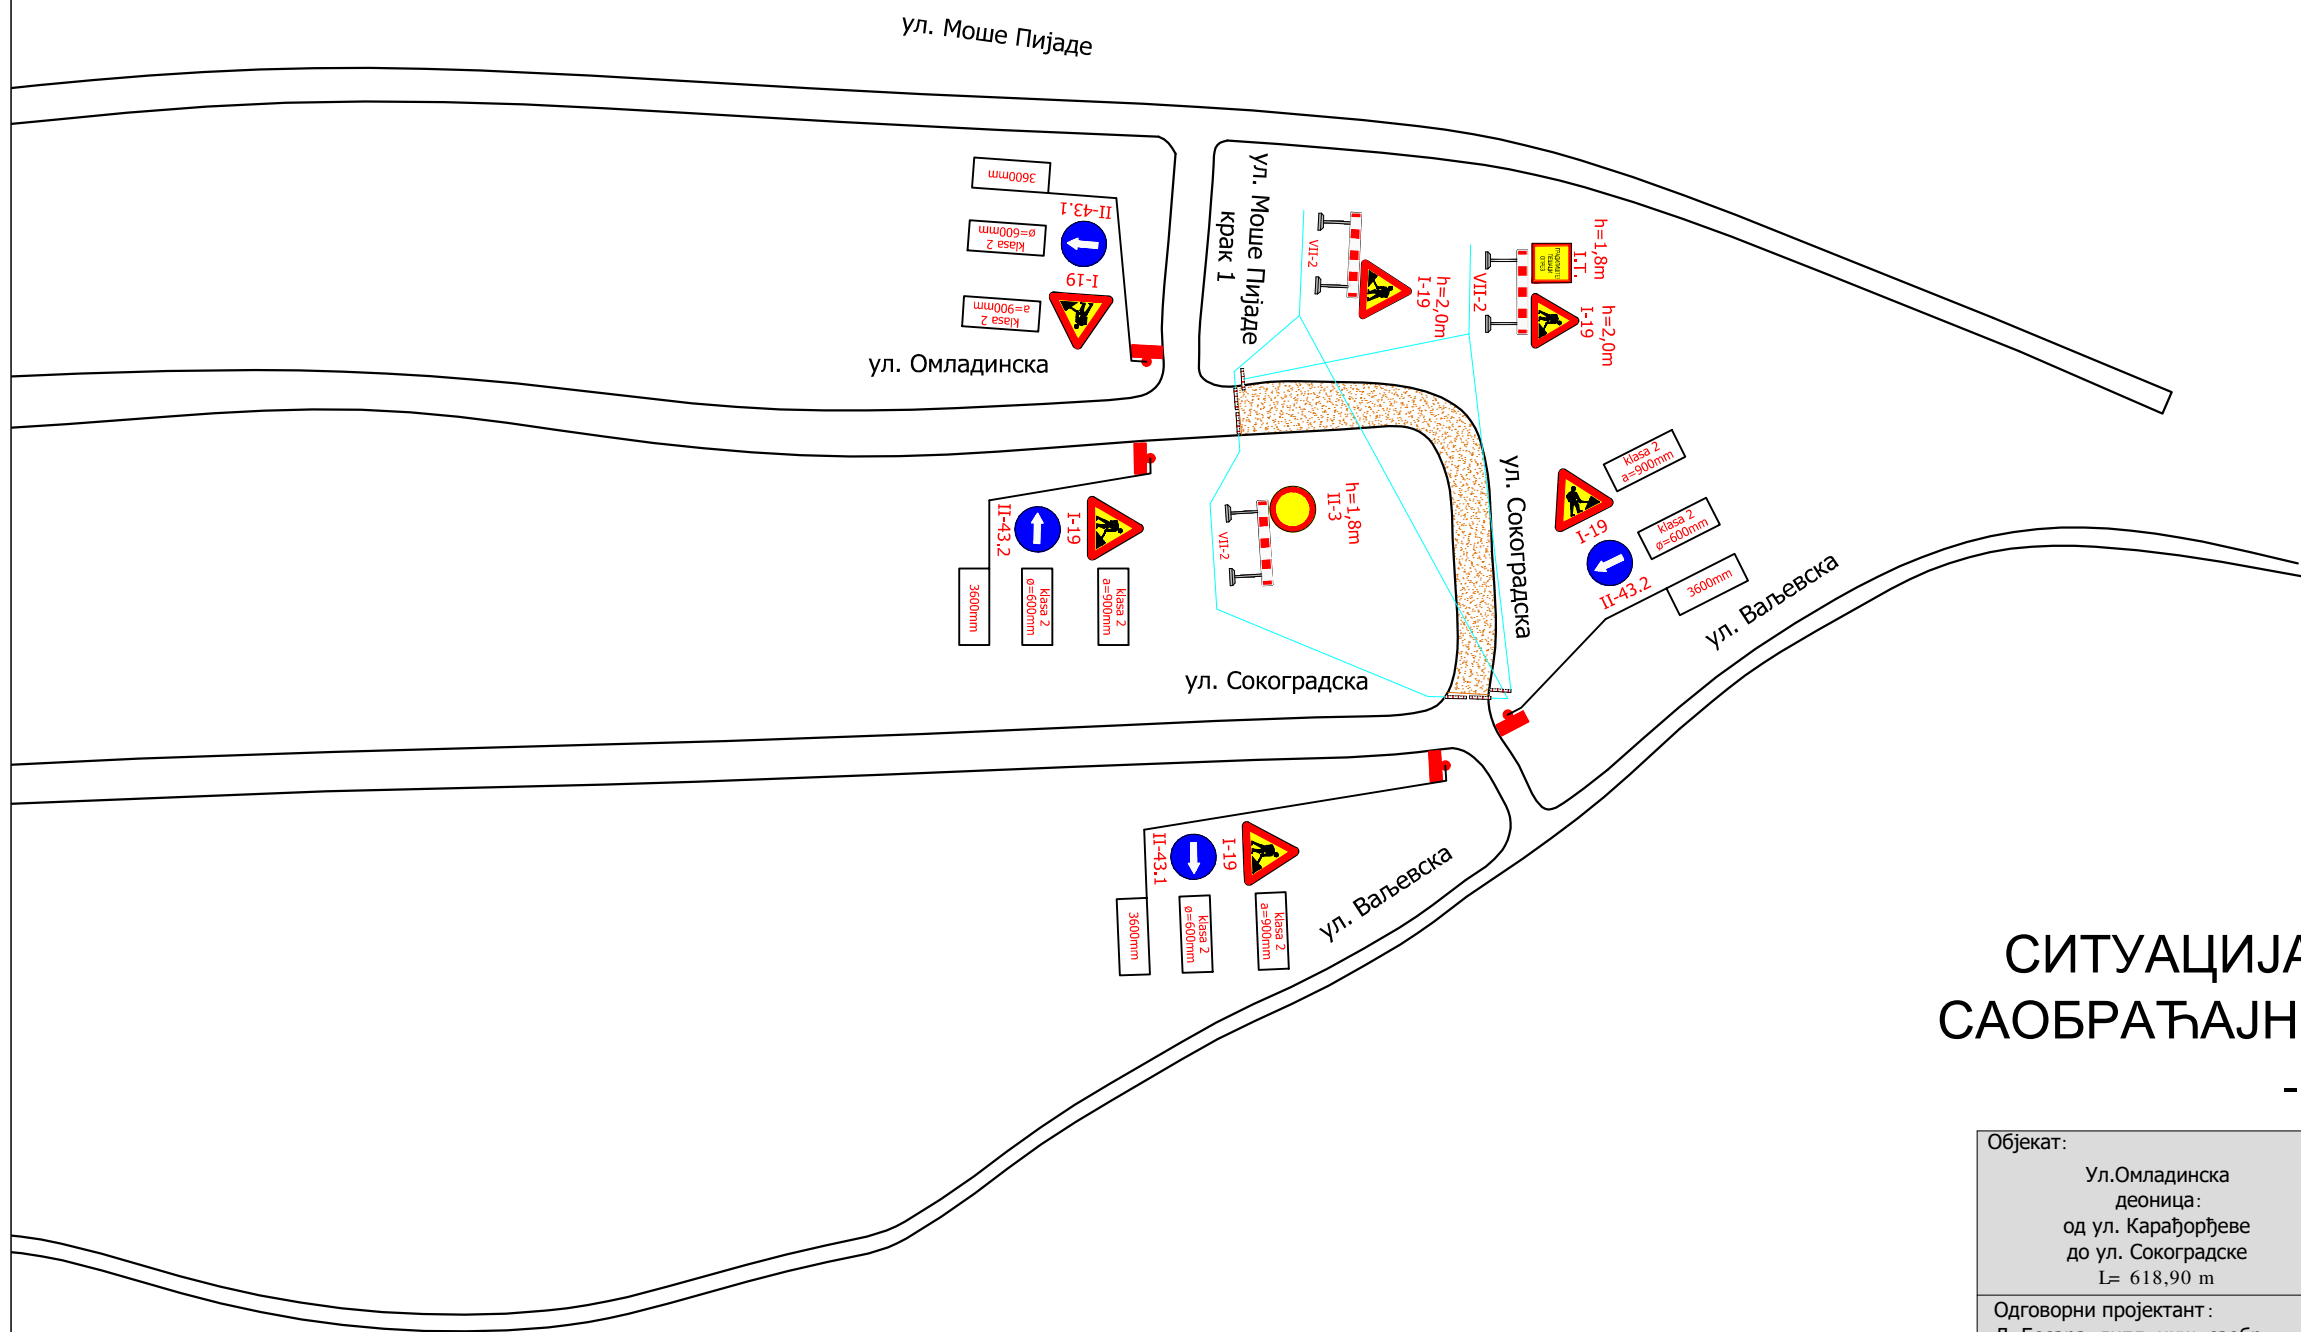 ул. Моше Пијаде
3600mm
II-43.1
klasa 2
ø=600mm
I-19
klasa 2
a=900mm
ул. Омладинска
ул. Моше Пијаде
крак 1
VII-2
h=2,0m
I-19
VII-2
h=1,8m
I.T.
h=2,0m
I-19
II-43.2
I-19
3600mm
klasa 2
ø=600mm
klasa 2
a=900mm
h=1,8m
II-3
VII-2
ул. Сокоградска
klasa 2
a=900mm
I-19
klasa 2
ø=600mm
II-43.2
3600mm
ул. Ваљевска
ул. Сокоградска
II-43.1
I-19
3600mm
klasa 2
ø=600mm
klasa 2
a=900mm
ул. Ваљевска
СИТУАЦИЈА
САОБРАЋАЈН
-
Објекат:
Ул.Омладинска
деоница:
од ул. Карађорђеве
до ул. Сокоградске
L= 618,90 m
Одговорни пројектант: